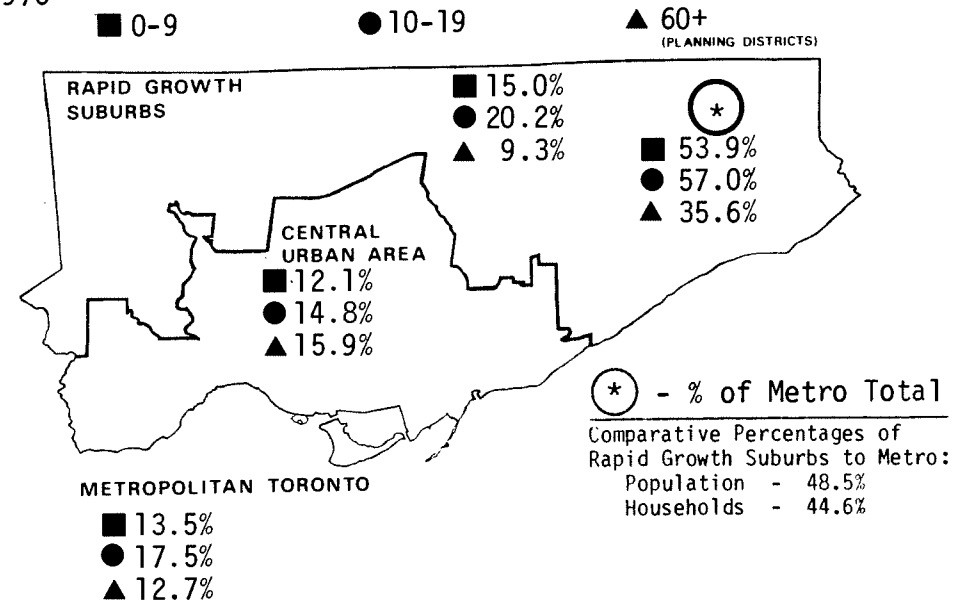 ■ 0-9 ● 10-19 ▲ 60+
(PLANNING DISTRICTS)
RAPID GROWTH
SUBURBS
■ 15.0%
● 20.2%
▲ 9.3%
*
■ 53.9%
● 57.0%
▲ 35.6%
CENTRAL
URBAN AREA
■ 12.1%
● 14.8%
▲ 15.9%
* - % of Metro Total
Comparative Percentages of
Rapid Growth Suburbs to Metro:
Population - 48.5%
Households - 44.6%
METROPOLITAN TORONTO
■ 13.5%
● 17.5%
▲ 12.7%